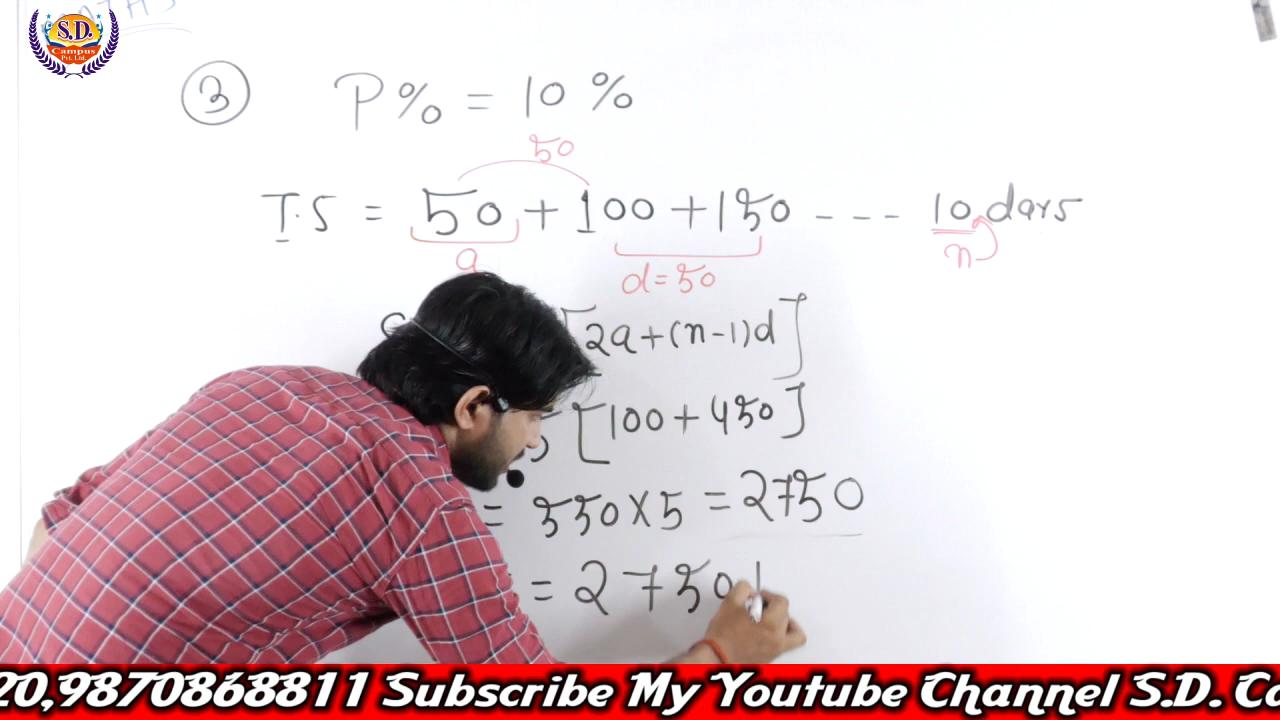 S.D.
Campus
Pvt. Ltd.
3 P% = 10%
50
T.S = 50 + 100 + 150 --- 10 days
a d=50 n
[2a+(n-1)d]
5 [100+450]
= 550×5 = 2750
= 2750
20,9870868811 Subscribe My Youtube Channel S.D. Ca